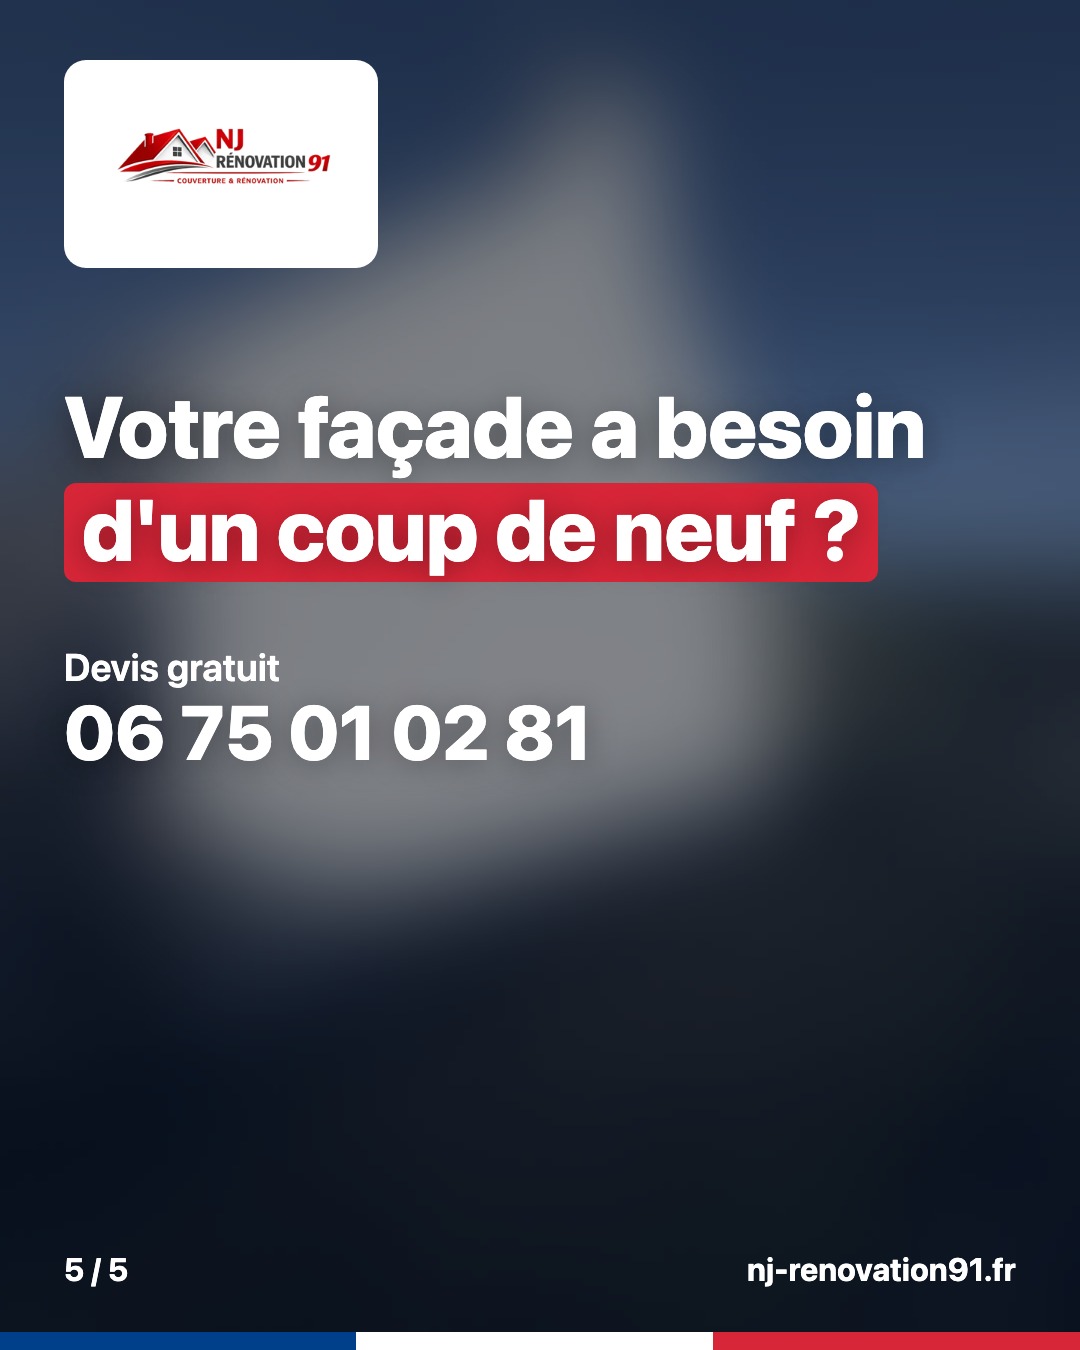 NJ
RÉNOVATION 91
COUVERTURE & RÉNOVATION
Votre façade a besoin
d'un coup de neuf ?
Devis gratuit
06 75 01 02 81
5 / 5
nj-renovation91.fr